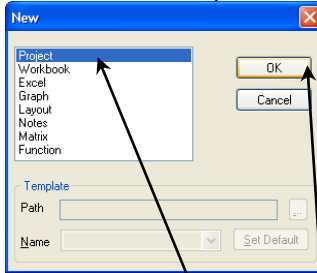 New
Project
Workbook
Excel
Graph
Layout
Notes
Matrix
Function
OK
Cancel
Template
Path
...
Name
Set Default